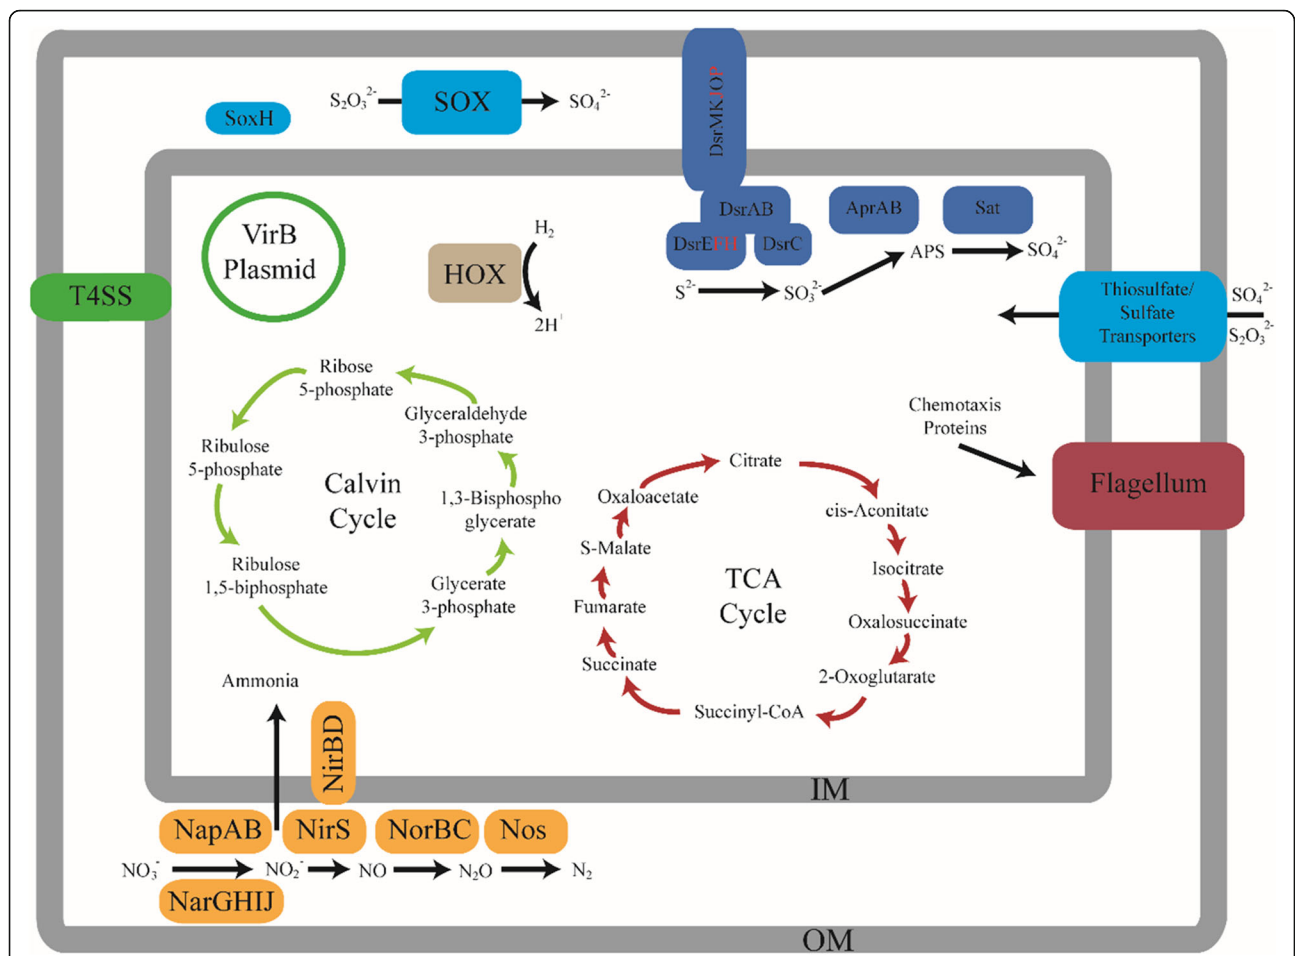 S₂O₃²⁻
SOX
SO₄²⁻
SoxH
DsrMKJOP
VirB
Plasmid
T4SS
HOX
H₂
2H⁺
DsrAB
AprAB
Sat
DsrEFH
DsrC
S²⁻
SO₃²⁻
APS
SO₄²⁻
Thiosulfate/
Sulfate
Transporters
SO₄²⁻
S₂O₃²⁻
Chemotaxis
Proteins
Flagellum
Ribose
5-phosphate
Glyceraldehyde
3-phosphate
Ribulose
5-phosphate
Calvin
Cycle
1,3-Bisphospho
glycerate
Ribulose
1,5-biphosphate
Glycerate
3-phosphate
Citrate
Oxaloacetate
cis-Aconitate
S-Malate
Isocitrate
TCA
Cycle
Fumarate
Oxalosuccinate
Succinate
2-Oxoglutarate
Succinyl-CoA
Ammonia
NirBD
IM
NapAB
NirS
NorBC
Nos
NO₃⁻
NO₂⁻
NO
N₂O
N₂
NarGHIJ
OM